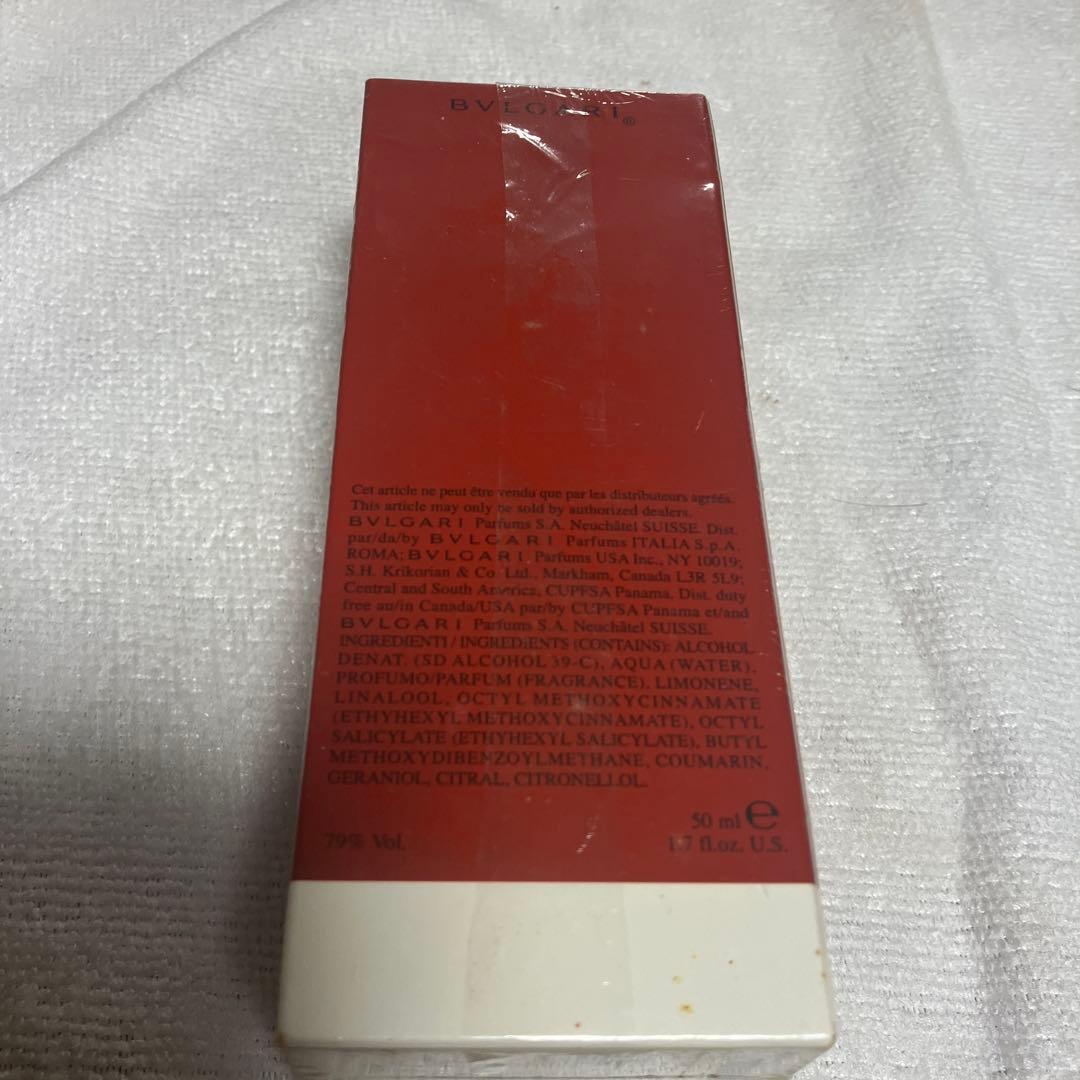 BVLGARI®
Cet article ne peut être vendu que par les distributeurs agréés.
This article may only be sold by authorized dealers.
BVLGARI Parfums S.A. Neuchâtel SUISSE. Dist.
par/da/by BVLGARI Parfums ITALIA S.p.A.
ROMA; BVLGARI Parfums USA Inc., NY 10019;
S.H. Krikorian & Co. Ltd., Markham, Canada L3R 5L9;
Central and South America, CUPFSA Panama. Dist. duty
free au/in Canada/USA par/by CUPFSA Panama et/and
BVLGARI Parfums S.A. Neuchâtel SUISSE.
INGREDIENTI / INGREDIENTS (CONTAINS): ALCOHOL
DENAT. (SD ALCOHOL 39-C), AQUA (WATER),
PROFUMO/PARFUM (FRAGRANCE), LIMONENE,
LINALOOL, OCTYL METHOXYCINNAMATE
(ETHYHEXYL METHOXYCINNAMATE), OCTYL
SALICYLATE (ETHYHEXYL SALICYLATE), BUTYL
METHOXYDIBENZOYLMETHANE, COUMARIN,
GERANIOL, CITRAL, CITRONELLOL.
50 ml e
79% Vol. 1.7 fl.oz. U.S.